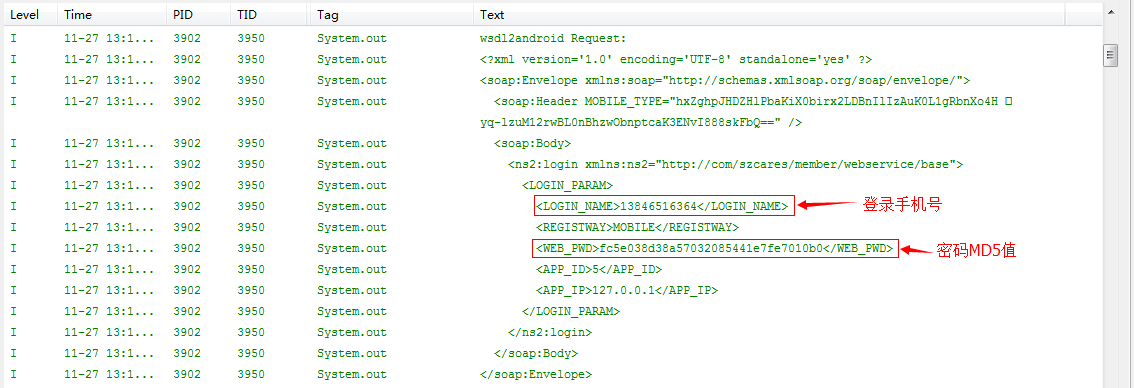 Level Time PID TID Tag Text
I 11-27 13:1... 3902 3950 System.out wsdl2android Request:
I 11-27 13:1... 3902 3950 System.out <?xml version='1.0' encoding='UTF-8' standalone='yes' ?>
I 11-27 13:1... 3902 3950 System.out <soap:Envelope xmlns:soap="http://schemas.xmlsoap.org/soap/envelope/">
I 11-27 13:1... 3902 3950 System.out <soap:Header MOBILE_TYPE="hxZghpJHDZHlPbaKiX0birx2LDBnIlIzAuK0L1gRbnXo4H
yq-lzuM12rwBL0nBhzwObnptcaK3ENvI888skFbQ==" />
I 11-27 13:1... 3902 3950 System.out <soap:Body>
I 11-27 13:1... 3902 3950 System.out <ns2:login xmlns:ns2="http://com/szcares/member/webservice/base">
I 11-27 13:1... 3902 3950 System.out <LOGIN_PARAM>
I 11-27 13:1... 3902 3950 System.out <LOGIN_NAME>13846516364</LOGIN_NAME> 登录手机号
I 11-27 13:1... 3902 3950 System.out <REGISTWAY>MOBILE</REGISTWAY>
I 11-27 13:1... 3902 3950 System.out <WEB_PWD>fc5e038d38a57032085441e7fe7010b0</WEB_PWD> 密码MD5值
I 11-27 13:1... 3902 3950 System.out <APP_ID>5</APP_ID>
I 11-27 13:1... 3902 3950 System.out <APP_IP>127.0.0.1</APP_IP>
I 11-27 13:1... 3902 3950 System.out </LOGIN_PARAM>
I 11-27 13:1... 3902 3950 System.out </ns2:login>
I 11-27 13:1... 3902 3950 System.out </soap:Body>
I 11-27 13:1... 3902 3950 System.out </soap:Envelope>